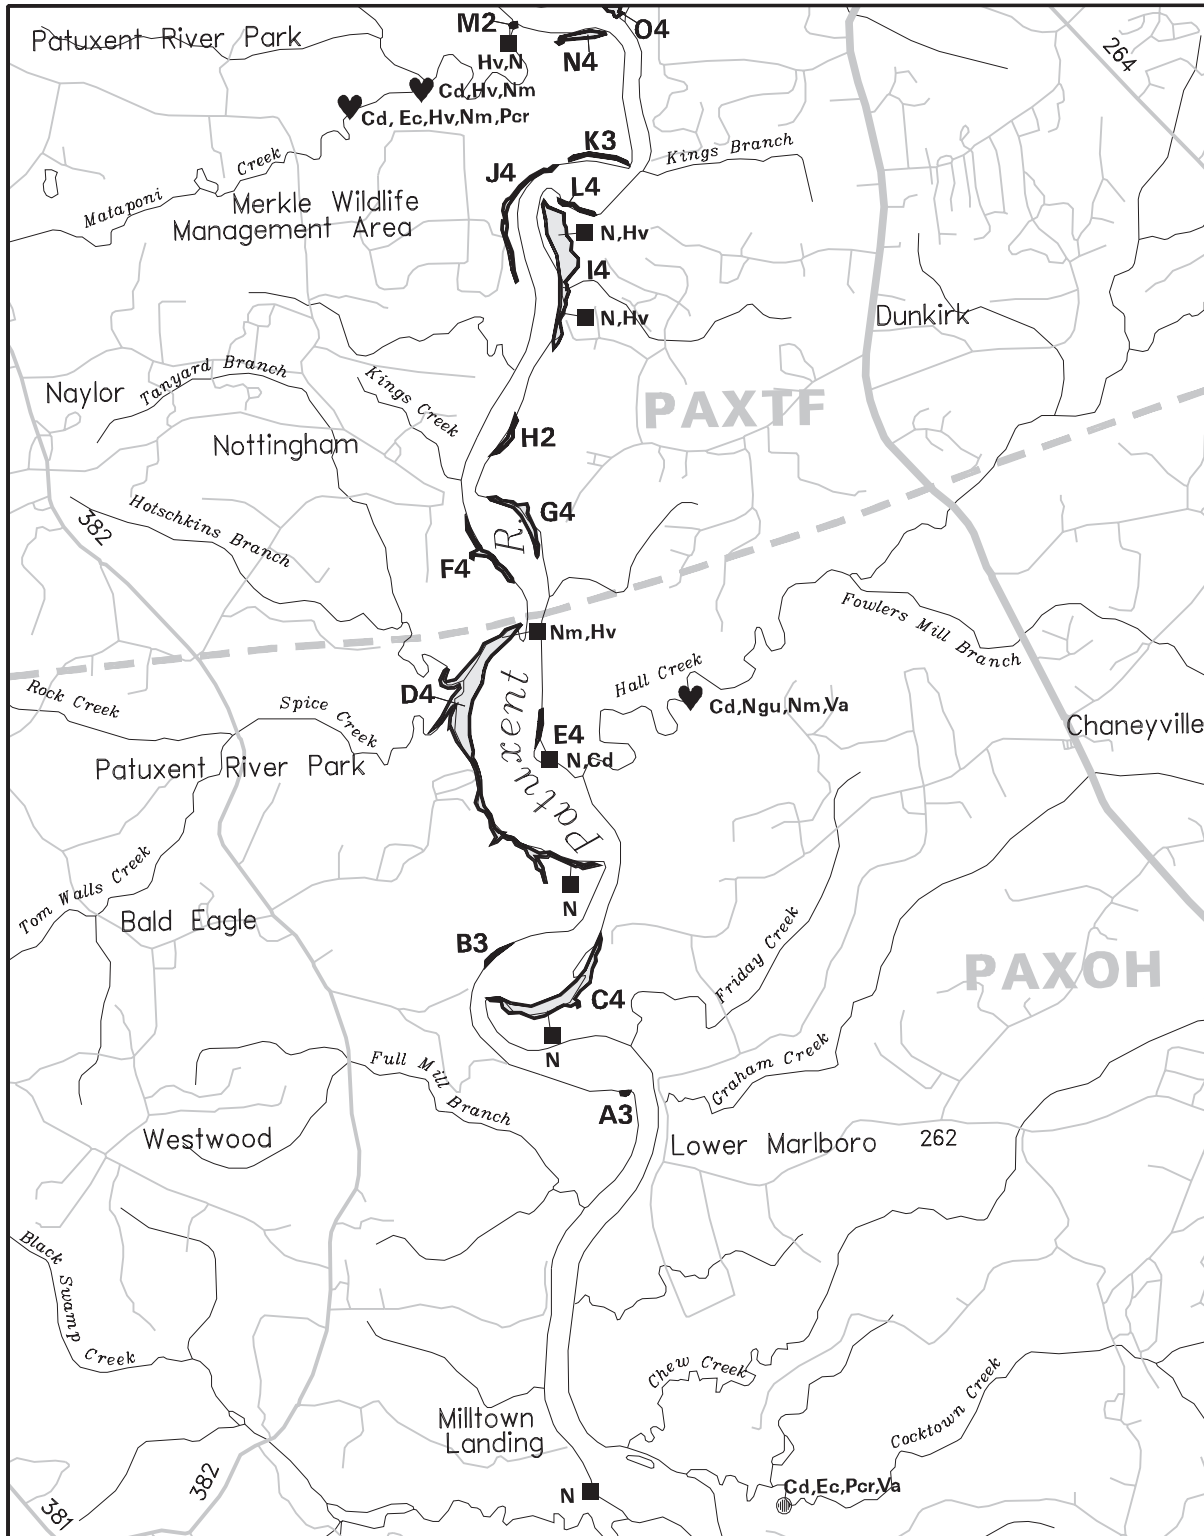 M2
O4
Patuxent River Park
N4
264
Hv,N
Cd,Hv,Nm
Cd, Ec,Hv,Nm,Pcr
K3
Kings Branch
Mataponi Creek
J4
L4
Merkle Wildlife
Management Area
N,Hv
I4
N,Hv
Dunkirk
Tanyard Branch
Naylor
Kings Creek
PAXTF
Nottingham
H2
Hotschkins Branch
382
G4
F4
Patuxent R.
Nm,Hv
Fowlers Mill Branch
Hall Creek
Rock Creek
Spice Creek
D4
Cd,Ngu,Nm,Va
Chaneyville
E4
N,Cd
Patuxent River Park
Tom Walls Creek
N
Bald Eagle
B3
Friday Creek
PAXOH
C4
N
Full Mill Branch
Graham Creek
A3
Westwood
Lower Marlboro
262
Black Swamp Creek
Chew Creek
Cocktown Creek
Milltown
Landing
382
N
Cd,Ec,Pcr,Va
381